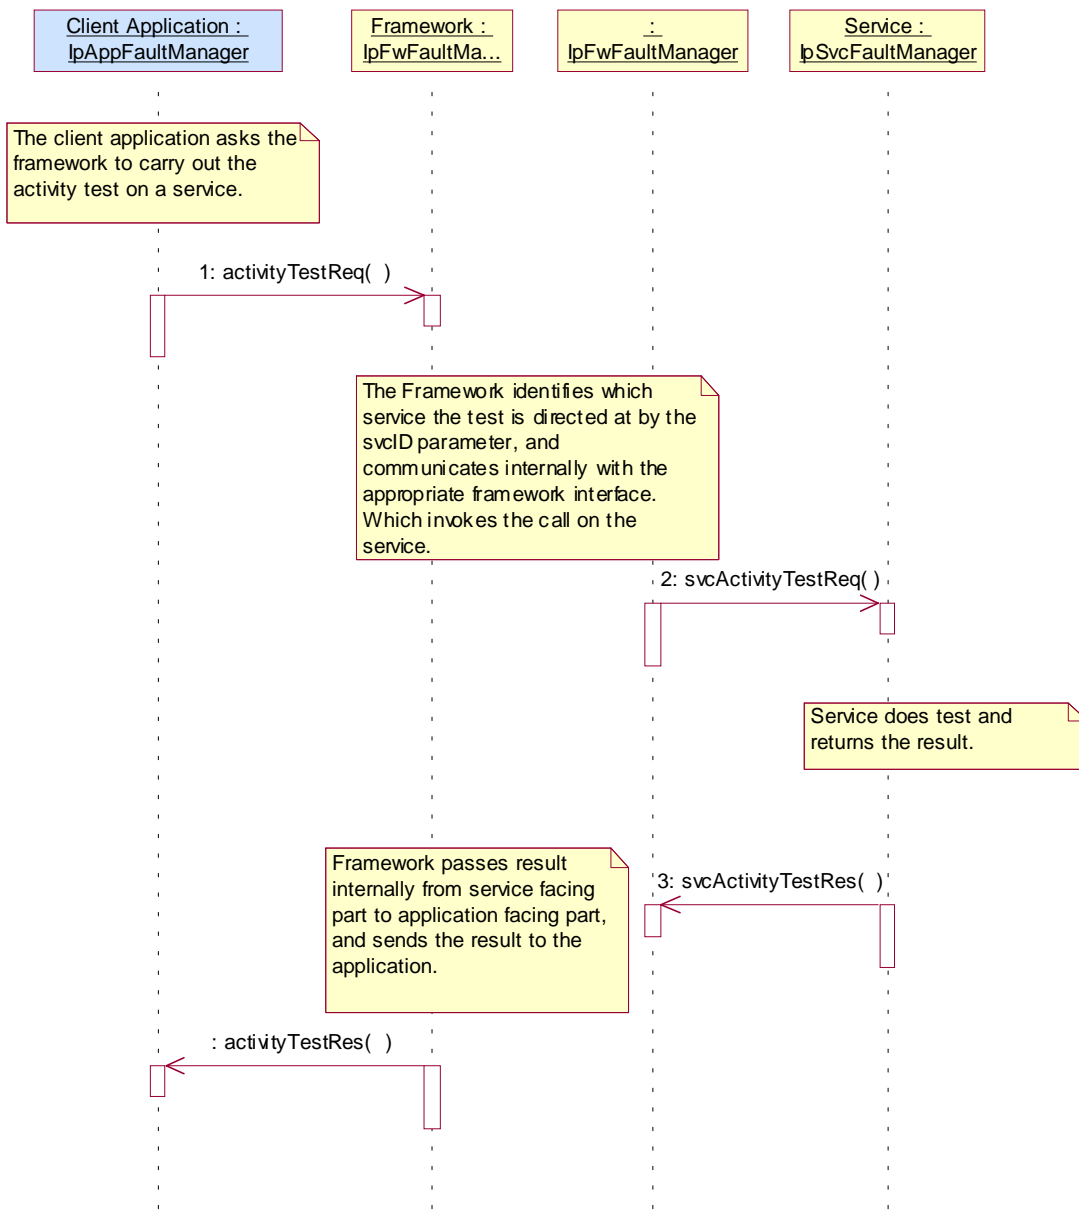 Client Application :
IpAppFaultManager
Framework :
IpFwFaultMa...
:
IpFwFaultManager
Service :
IpSvcFaultManager
The client application asks the
framework to carry out the
activity test on a service.
1: activityTestReq( )
The Framework identifies which
service the test is directed at by the
svcID parameter, and
communicates internally with the
appropriate framework interface.
Which invokes the call on the
service.
2: svcActivityTestReq( )
Service does test and
returns the result.
Framework passes result
internally from service facing
part to application facing part,
and sends the result to the
application.
3: svcActivityTestRes( )
: activityTestRes( )